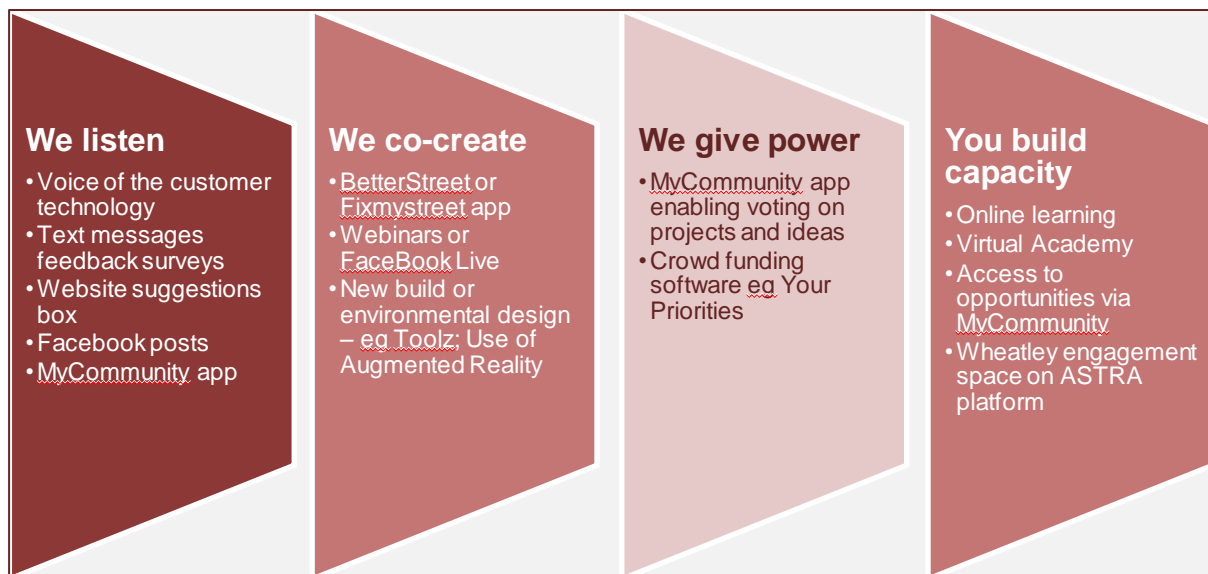 We listen
•Voice of the customer
technology
•Text messages
feedback surveys
•Website suggestions
box
•Facebook posts
•MyCommunity app
We co-create
•BetterStreet or
Fixmystreet app
•Webinars or
FaceBook Live
•New build or
environmental design
– eg Toolz; Use of
Augmented Reality
We give power
•MyCommunity app
enabling voting on
projects and ideas
•Crowd funding
software eg Your
Priorities
You build
capacity
•Online learning
•Virtual Academy
•Access to
opportunities via
MyCommunity
•Wheatley engagement
space on ASTRA
platform